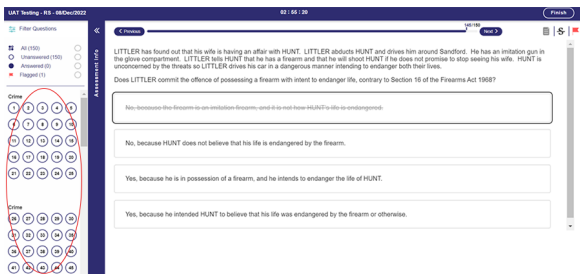 UAT Testing - RS - 08/Dec/2022
02 : 55 : 20
Finish
Filter Questions
All (150)
Unanswered (150)
Answered (0)
Flagged (1)
Crime
1 2 3 4 5
6 7 8 9 10
11 12 13 14 15
16 17 18 19 20
21 22 23 24 25
Crime
26 27 28 29 30
31 32 33 34 35
36 37 38 39 40
41 42 43 44 45
Assessment Info
Previous
146/150
Next
LITTLER has found out that his wife is having an affair with HUNT. LITTLER abducts HUNT and drives him around Sandford. He has an imitation gun in
the glove compartment. LITTLER tells HUNT that he has a firearm and that he will shoot HUNT if he does not promise to stop seeing his wife. HUNT is
unconcerned by the threats so LITTLER drives his car in a dangerous manner intending to endanger both their lives.
Does LITTLER commit the offence of possessing a firearm with intent to endanger life, contrary to Section 16 of the Firearms Act 1968?
No, because the firearm is an imitation firearm, and it is not how HUNT's life is endangered.
No, because HUNT does not believe that his life is endangered by the firearm.
Yes, because he is in possession of a firearm, and he intends to endanger the life of HUNT.
Yes, because he intended HUNT to believe that his life was endangered by the firearm or otherwise.